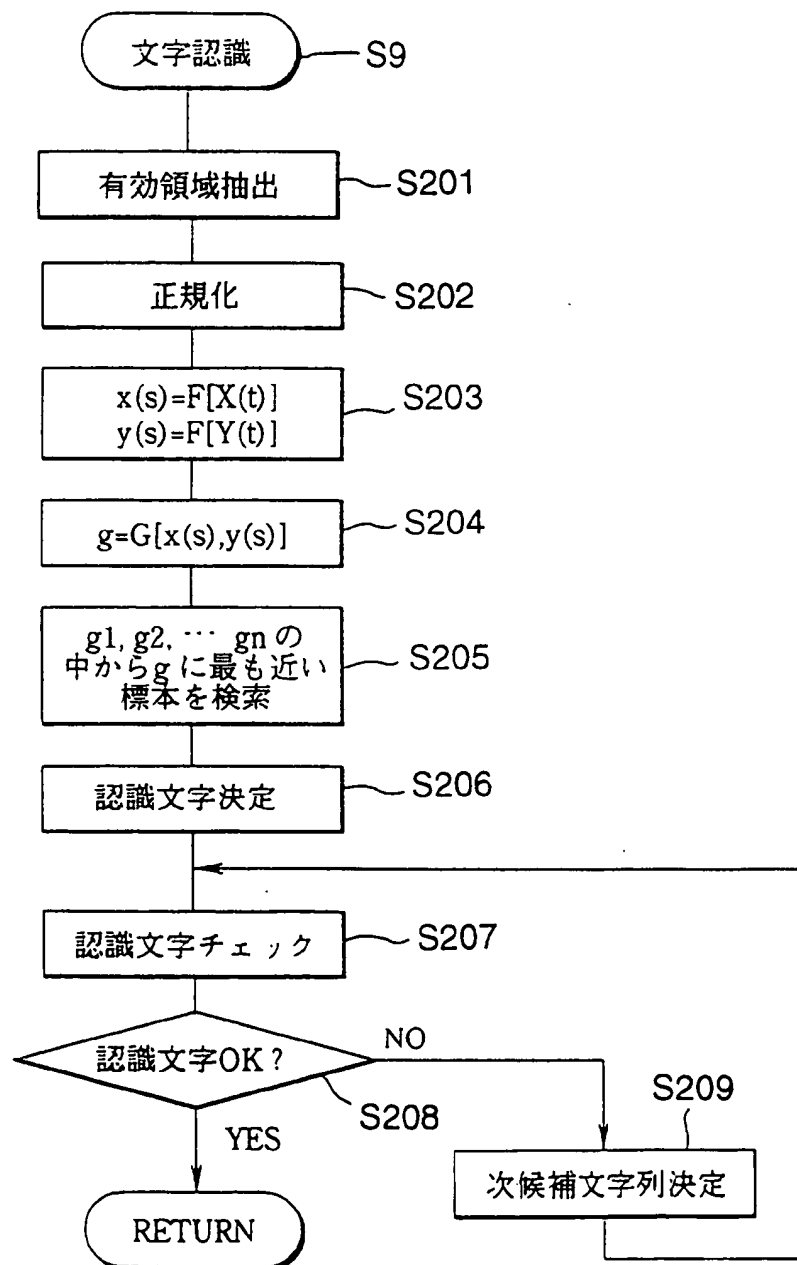 文字認識
S9
有効領域抽出
S201
正規化
S202
x(s)=F[X(t)]
y(s)=F[Y(t)]
S203
g=G[x(s),y(s)]
S204
g1, g2, … gn の
中からg に最も近い
標本を検索
S205
認識文字決定
S206
認識文字チェック
S207
認識文字OK?
NO
S208
YES
S209
次候補文字列決定
RETURN